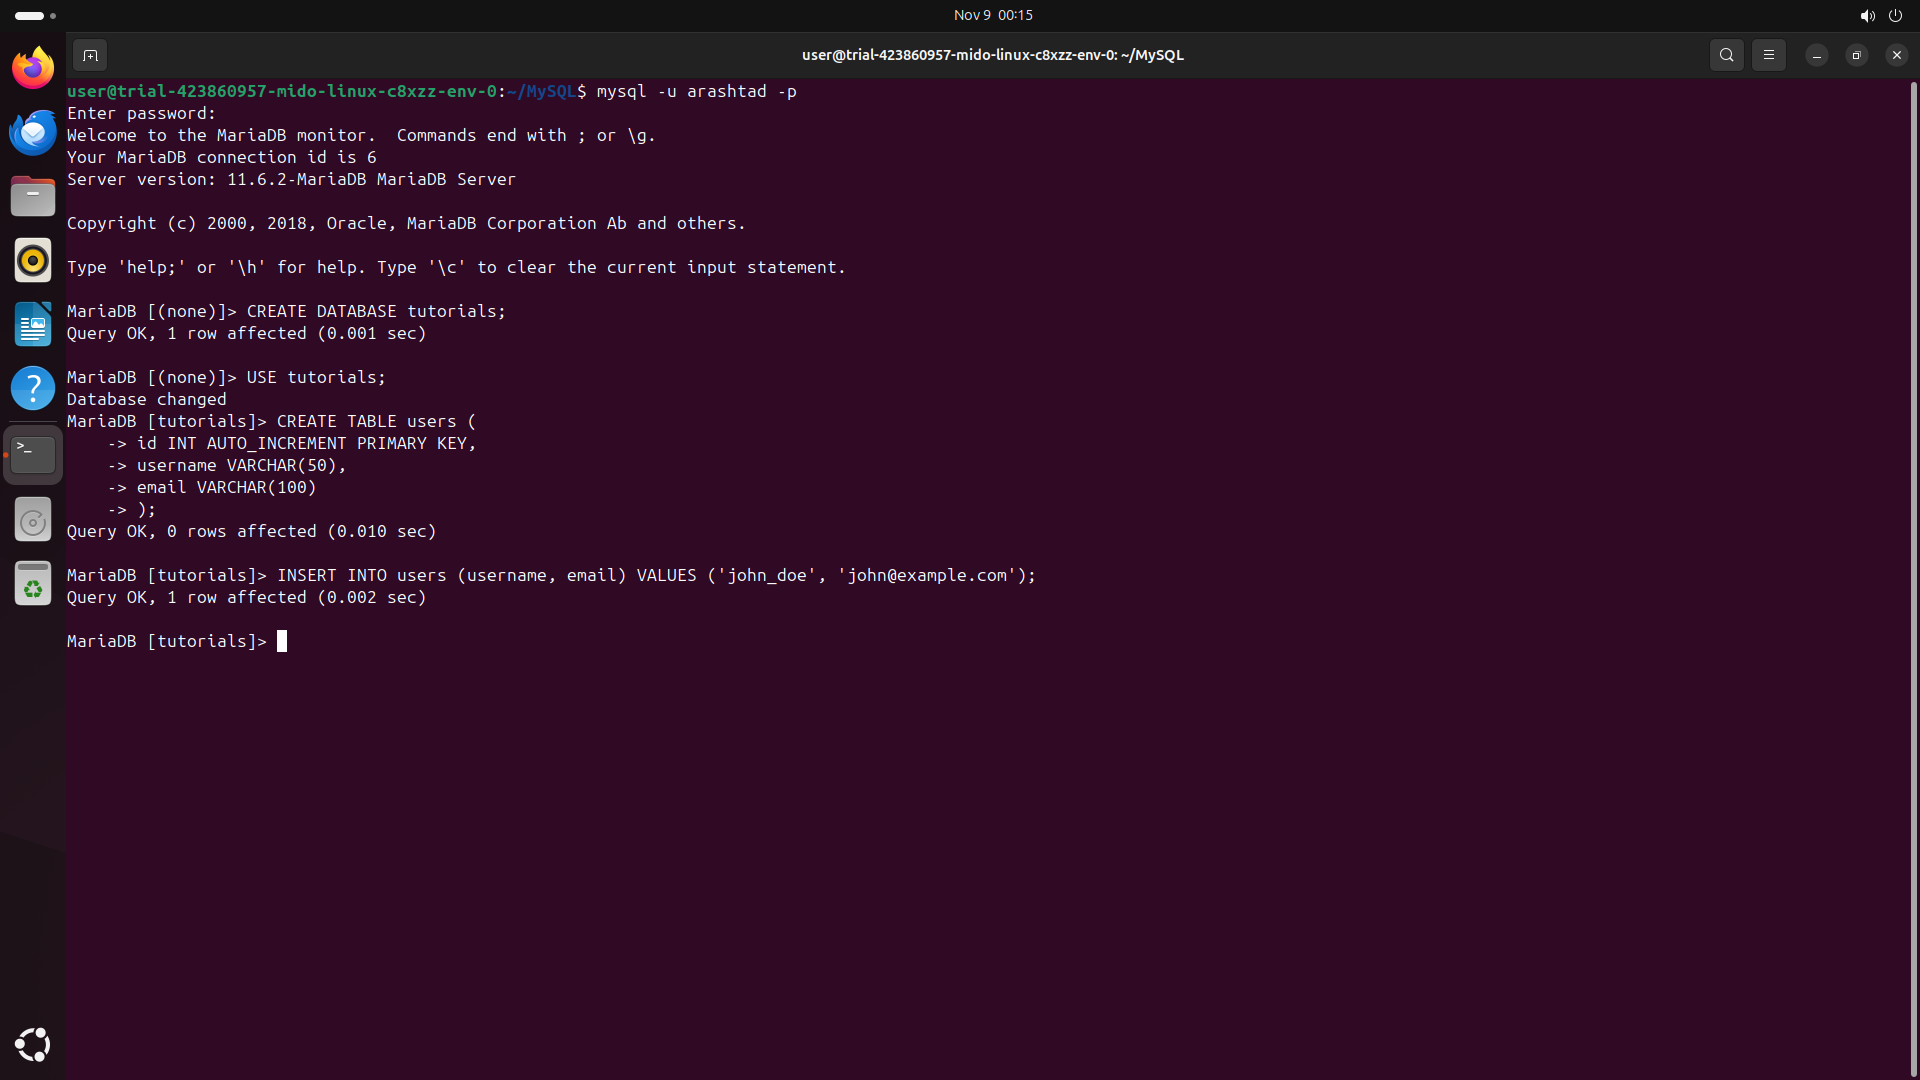 Nov 9 00:15
user@trial-423860957-mido-linux-c8xzz-env-0: ~/MySQL
user@trial-423860957-mido-linux-c8xzz-env-0:~/MySQL$ mysql -u arashtad -p
Enter password:
Welcome to the MariaDB monitor.  Commands end with ; or \g.
Your MariaDB connection id is 6
Server version: 11.6.2-MariaDB MariaDB Server
Copyright (c) 2000, 2018, Oracle, MariaDB Corporation Ab and others.
Type 'help;' or '\h' for help. Type '\c' to clear the current input statement.
MariaDB [(none)]> CREATE DATABASE tutorials;
Query OK, 1 row affected (0.001 sec)
MariaDB [(none)]> USE tutorials;
Database changed
MariaDB [tutorials]> CREATE TABLE users (
    -> id INT AUTO_INCREMENT PRIMARY KEY,
    -> username VARCHAR(50),
    -> email VARCHAR(100)
    -> );
Query OK, 0 rows affected (0.010 sec)
MariaDB [tutorials]> INSERT INTO users (username, email) VALUES ('john_doe', 'john@example.com');
Query OK, 1 row affected (0.002 sec)
MariaDB [tutorials]>